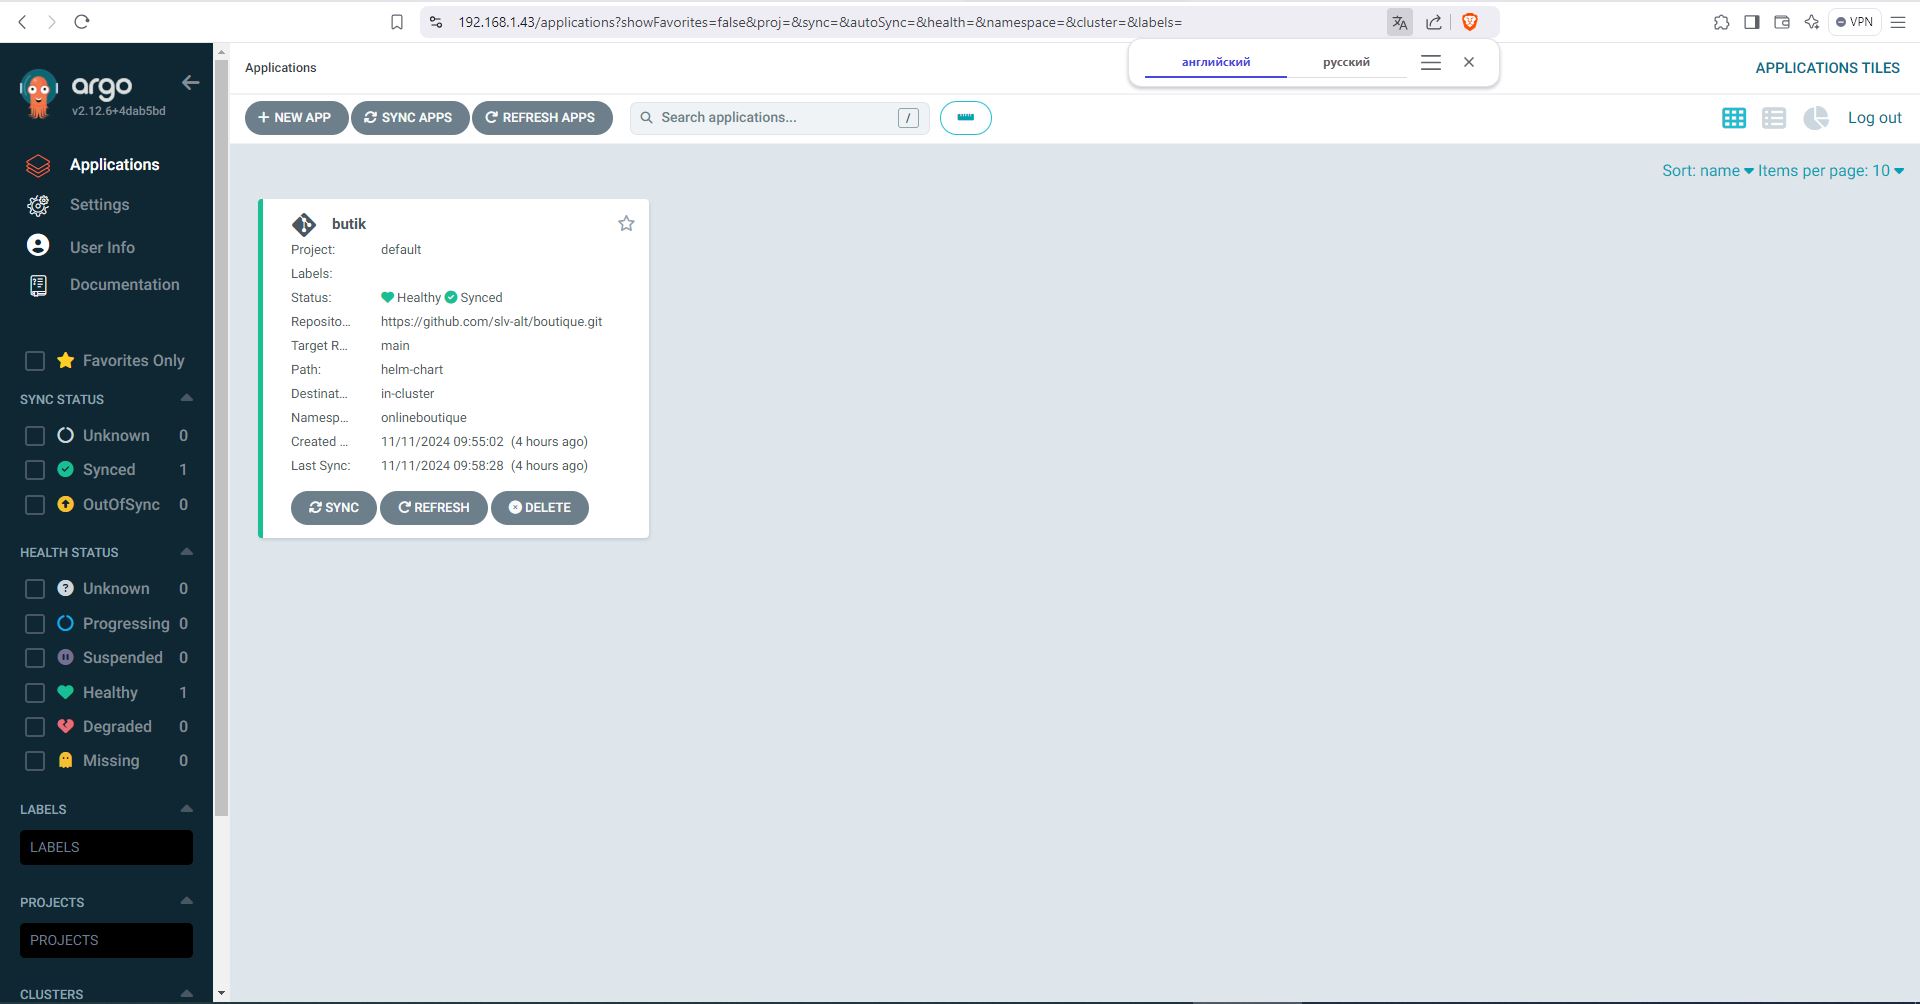 192.168.1.43/applications?showFavorites=false&proj=&sync=&autoSync=&health=&namespace=&cluster=&labels=
VPN
английский русский
argo
v2.12.6+4dab5bd
Applications
Settings
User Info
Documentation
Favorites Only
SYNC STATUS
Unknown 0
Synced 1
OutOfSync 0
HEALTH STATUS
Unknown 0
Progressing 0
Suspended 0
Healthy 1
Degraded 0
Missing 0
LABELS
LABELS
PROJECTS
PROJECTS
CLUSTERS
Applications
APPLICATIONS TILES
+ NEW APP SYNC APPS REFRESH APPS Search applications... / Log out
Sort: name Items per page: 10
butik
Project: default
Labels:
Status: Healthy Synced
Reposito... https://github.com/slv-alt/boutique.git
Target R... main
Path: helm-chart
Destinat... in-cluster
Namesp... onlineboutique
Created ... 11/11/2024 09:55:02 (4 hours ago)
Last Sync: 11/11/2024 09:58:28 (4 hours ago)
SYNC REFRESH DELETE